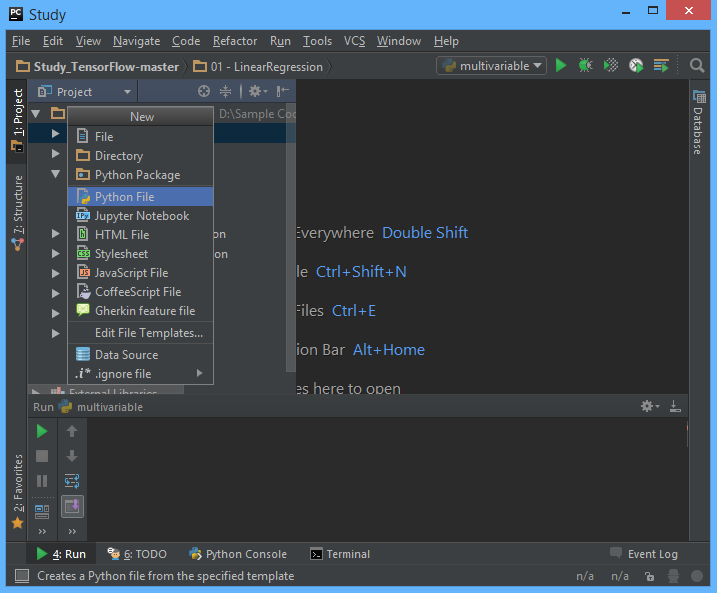 PC Study
File Edit View Navigate Code Refactor Run Tools VCS Window Help
Study_TensorFlow-master 01 - LinearRegression multivariable
1: Project
Project
D:\Sample Co
New
File
Directory
Python Package
Python File
IPy Jupyter Notebook
HTML File
on
CSS Stylesheet
on
JS JavaScript File
CoffeeScript File
Gherkin feature file
Edit File Templates...
Data Source
.i* .ignore file
External Libraries
7: Structure
2: Favorites
Database
Everywhere Double Shift
le Ctrl+Shift+N
Files Ctrl+E
ion Bar Alt+Home
es here to open
Run multivariable
4: Run 6: TODO Python Console Terminal Event Log
Creates a Python file from the specified template n/a n/a